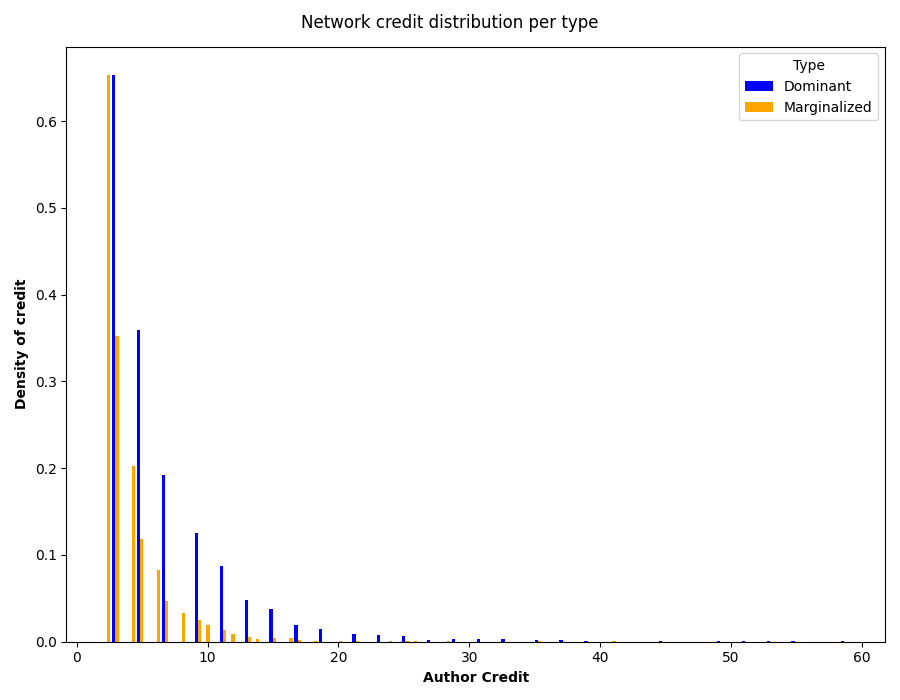 Network credit distribution per type
Type
Dominant
Marginalized
Density of credit
0.6
0.5
0.4
0.3
0.2
0.1
0.0
0 10 20 30 40 50 60
Author Credit